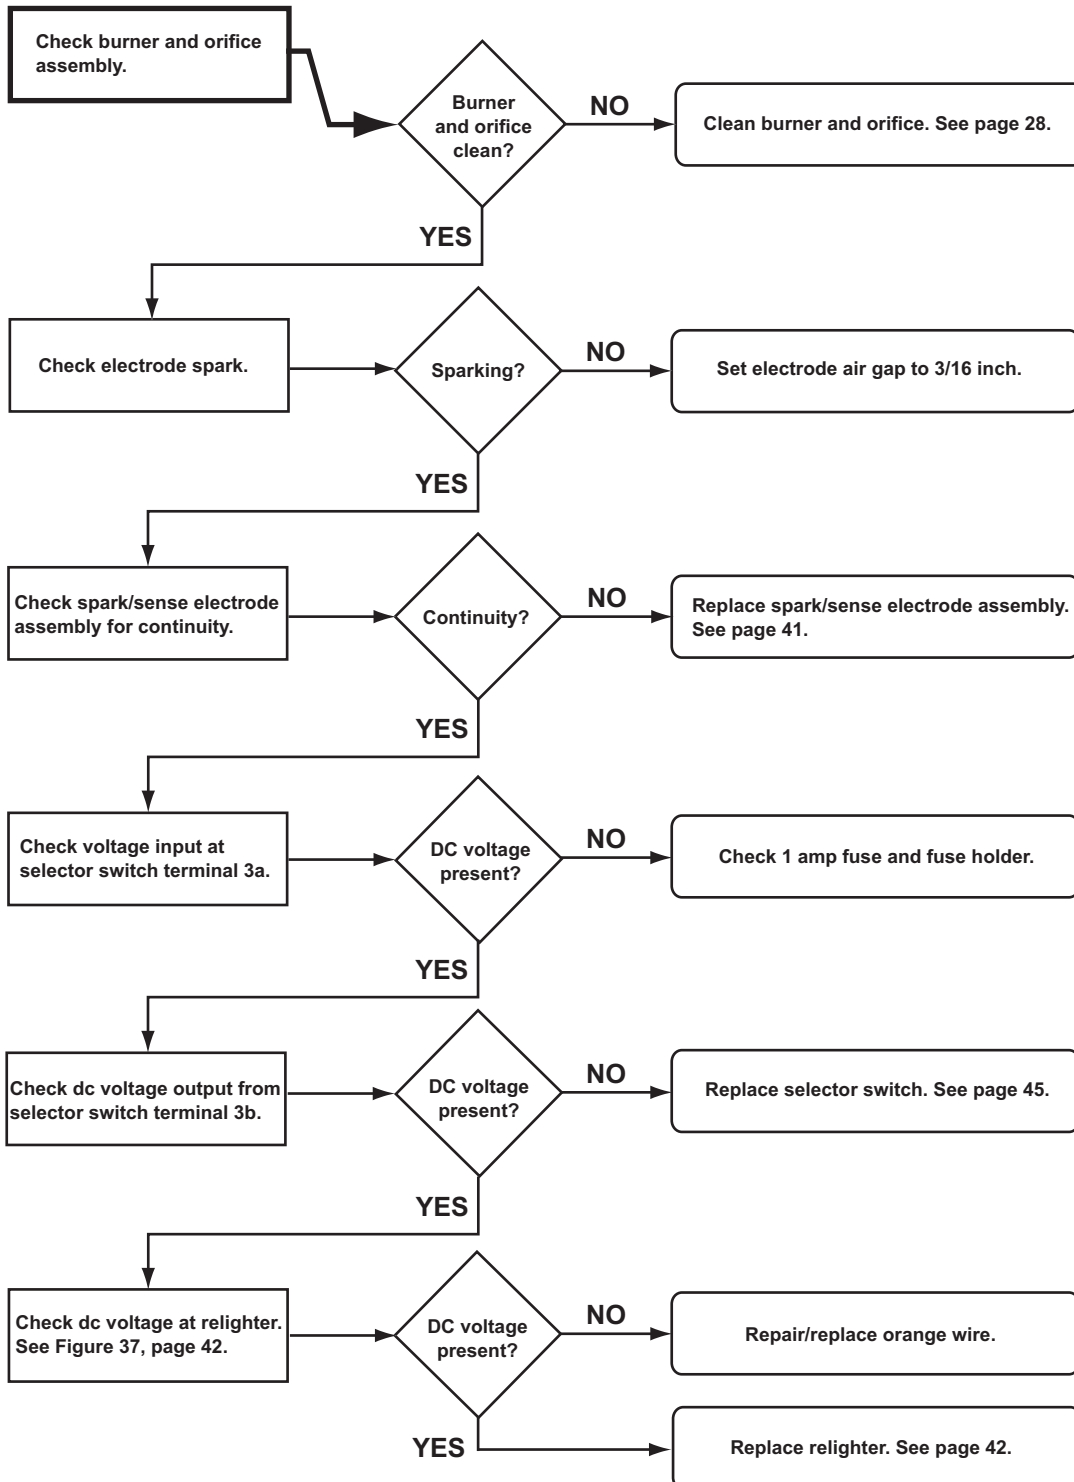 Check burner and orifice
assembly.
Burner
and orifice
clean?
NO
Clean burner and orifice. See page 28.
YES
Check electrode spark.
Sparking?
NO
Set electrode air gap to 3/16 inch.
YES
Check spark/sense electrode
assembly for continuity.
Continuity?
NO
Replace spark/sense electrode assembly.
See page 41.
YES
Check voltage input at
selector switch terminal 3a.
DC voltage
present?
NO
Check 1 amp fuse and fuse holder.
YES
Check dc voltage output from
selector switch terminal 3b.
DC voltage
present?
NO
Replace selector switch. See page 45.
YES
Check dc voltage at relighter.
See Figure 37, page 42.
DC voltage
present?
NO
Repair/replace orange wire.
YES
Replace relighter. See page 42.